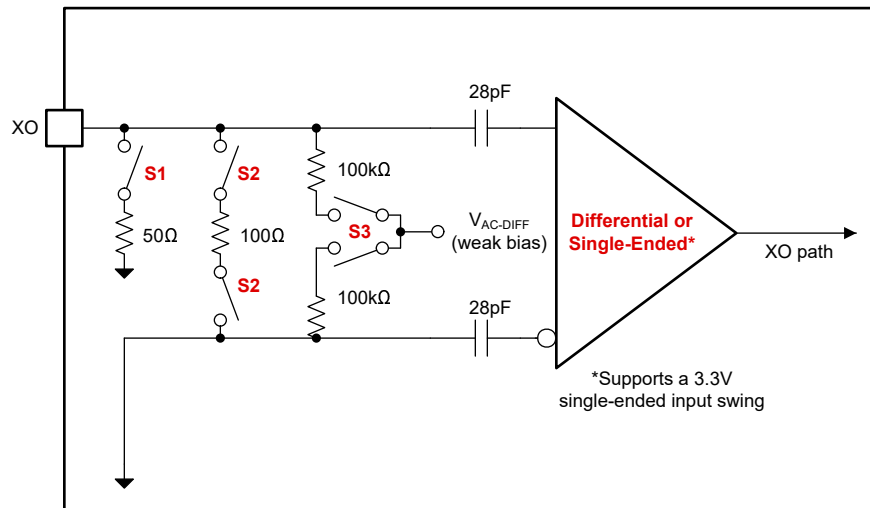 28pF
XO
S1
S2
100kΩ
50Ω
100Ω
S3
V_AC-DIFF
(weak bias)
Differential or
Single-Ended*
XO path
S2
100kΩ
28pF
*Supports a 3.3V
single-ended input swing